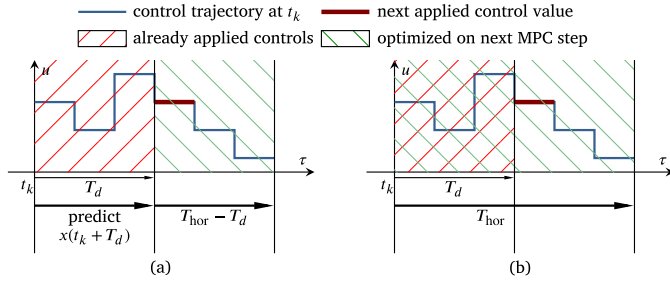 control trajectory at t_k
next applied control value
already applied controls
optimized on next MPC step
u
τ
t_k
T_d
predict
x(t_k + T_d)
T_hor − T_d
(a)
u
τ
t_k
T_d
T_hor
(b)